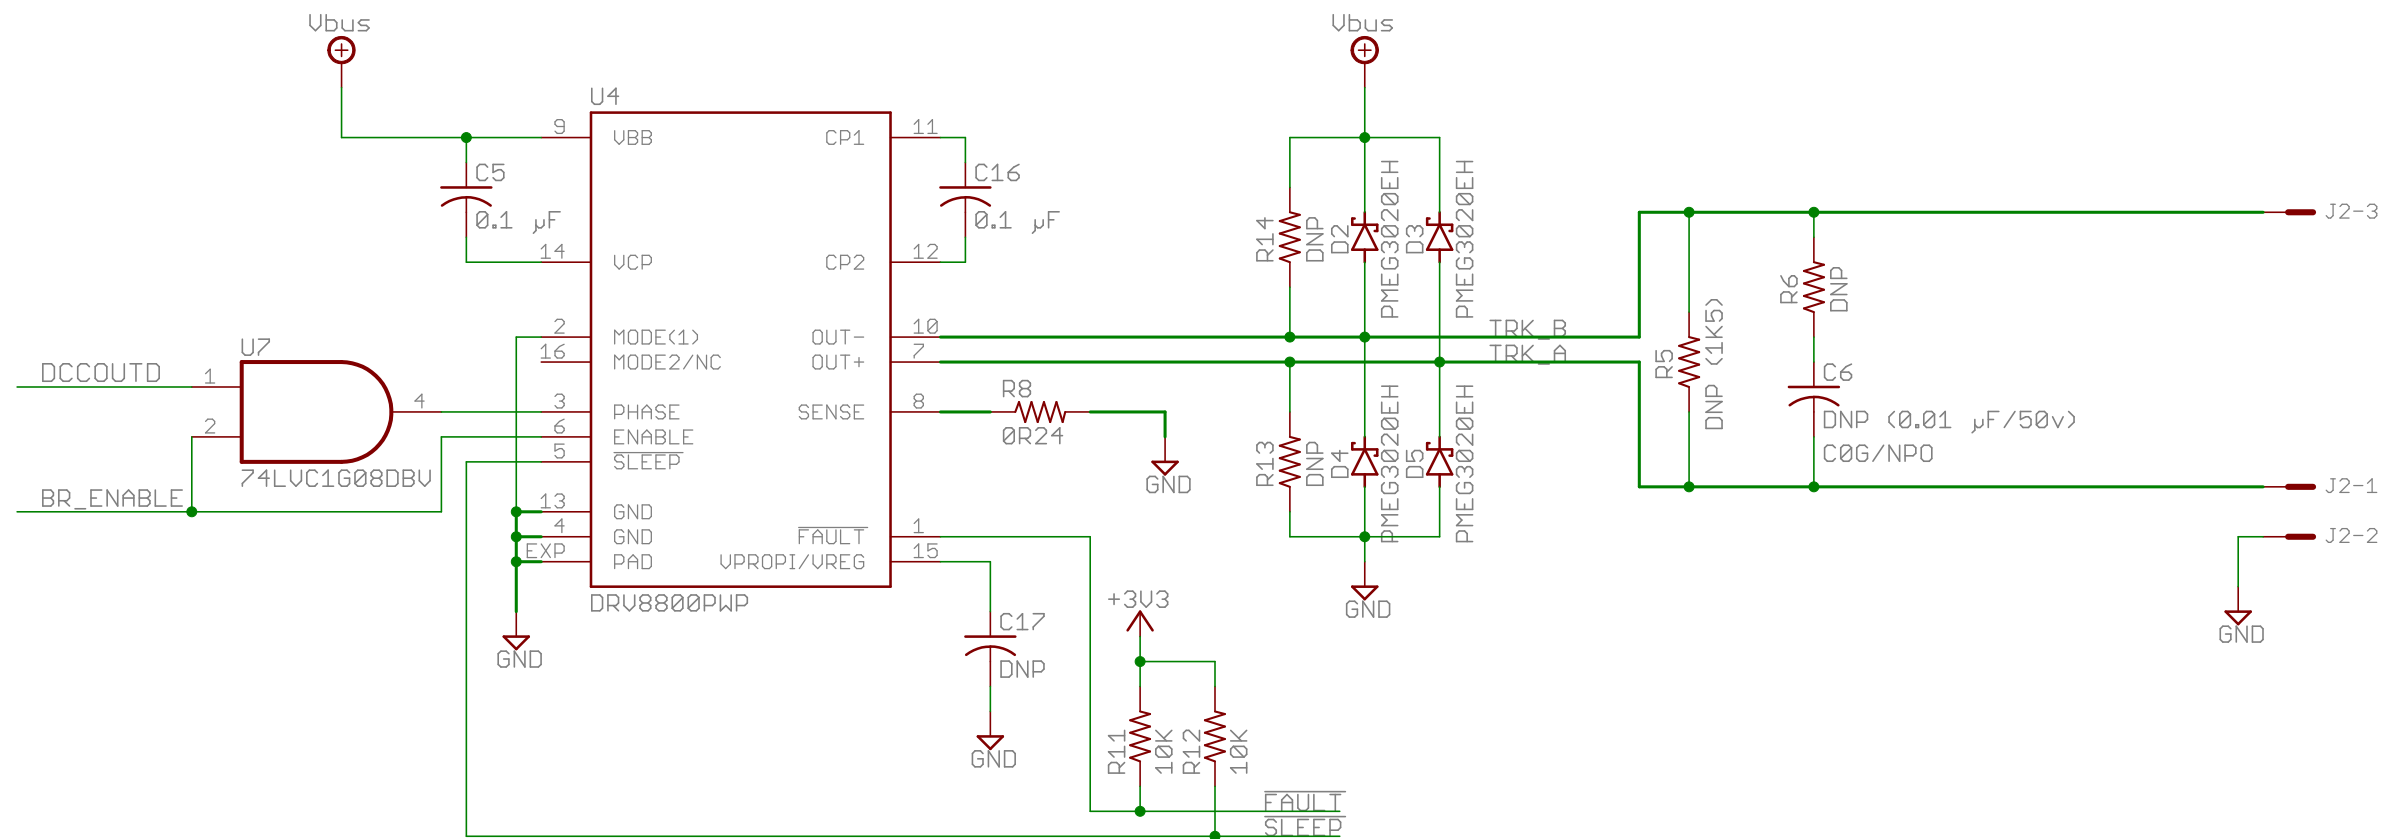 Vbus
Vbus
U4
9
VBB
CP1
11
C5
0.1 µF
C16
0.1 µF
14
VCP
CP2
12
R14
DNP
D2
PMEG3020EH
D3
PMEG3020EH
J2-3
R6
DNP
2
MODE(1)
OUT-
10
TRK_B
16
MODE2/NC
OUT+
7
TRK_A
R5
DNP (1K5)
U7
DCCOUTD
1
4
2
74LVC1G08DBV
BR_ENABLE
3
PHASE
SENSE
8
R8
0R24
GND
6
ENABLE
5
SLEEP
C6
DNP (0.01 µF/50v)
C0G/NPO
R13
DNP
D4
PMEG3020EH
D5
PMEG3020EH
J2-1
13
GND
4
GND
FAULT
1
J2-2
EXP
PAD
VPROPI/VREG
15
DRV8800PWP
GND
GND
GND
C17
DNP
GND
+3V3
R11
10K
R12
10K
FAULT
SLEEP